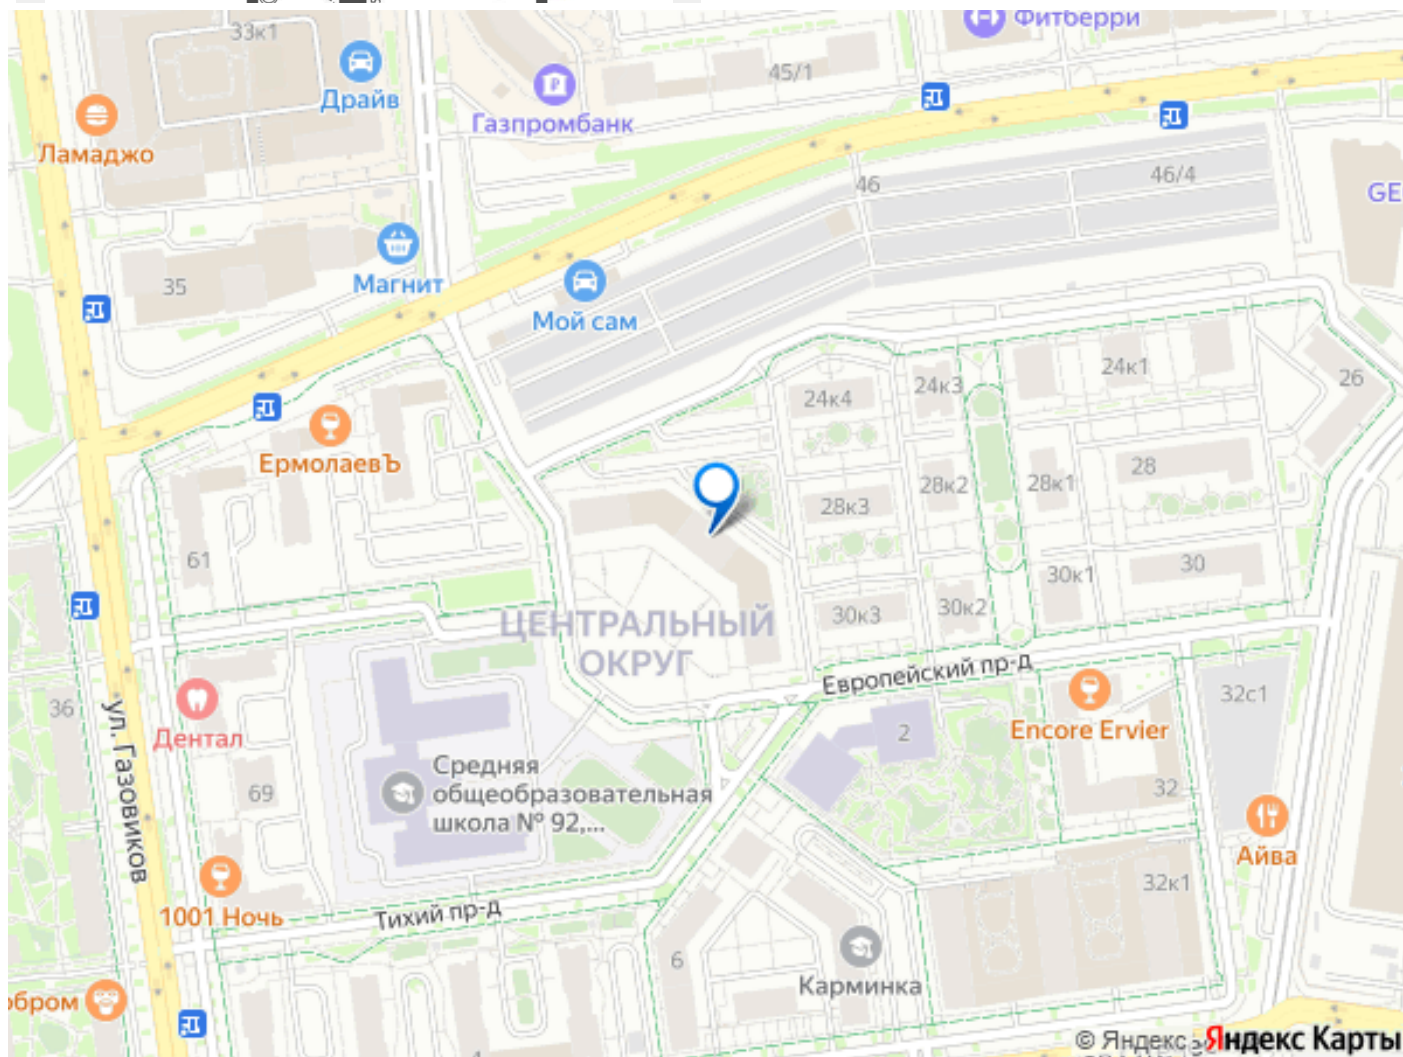 33к1
Фитберри
45/1
Драйв
Газпромбанк
Ламаджо
46/4
46
GE
35
Магнит
Мой сам
24к1
26
24к3
24к4
ЕрмолаевЪ
28
28к2
28к1
28к3
61
30
30к1
30к2
30к3
ЦЕНТРАЛЬНЫЙ
ОКРУГ
Европейский пр-д
36
ул. Газовиков
Дентал
32с1
Encore Ervier
2
Средняя
общеобразовательная
школа № 92,...
69
32
Айва
32к1
1001 Ночь
Тихий пр-д
6
Карминка
обром
© Яндекс
Яндекс Карты